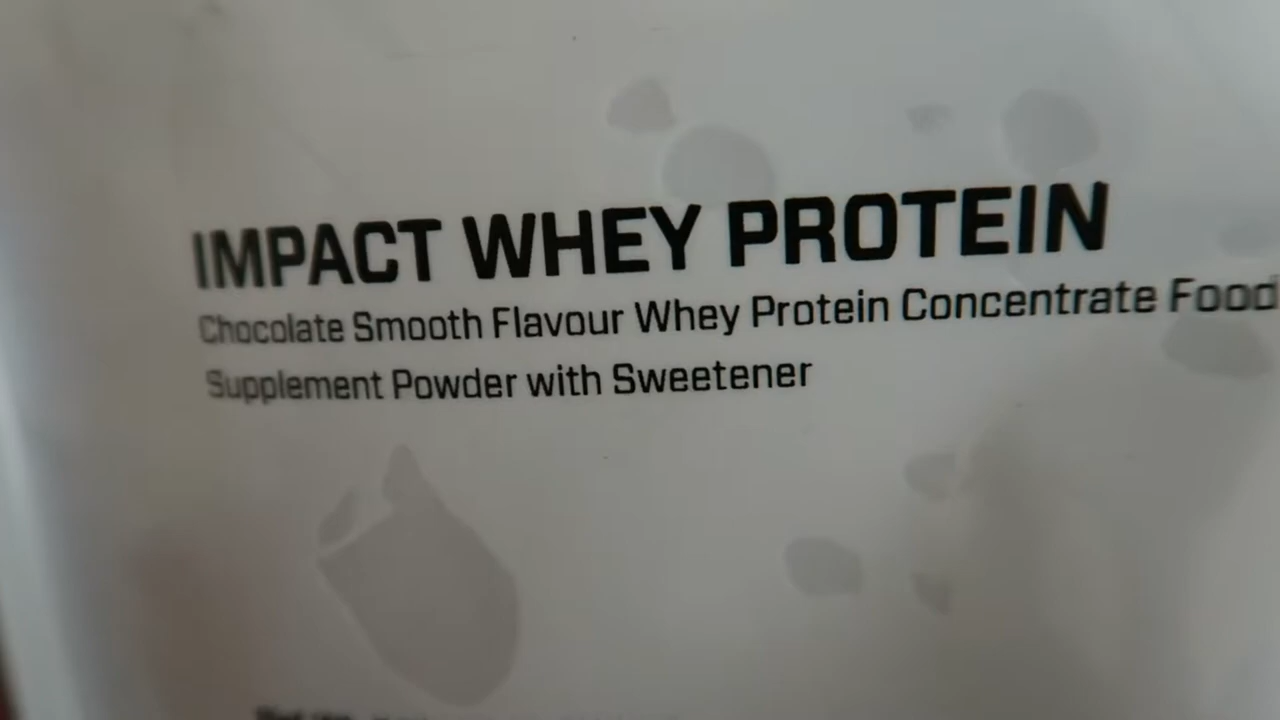 IMPACT WHEY PROTEIN
Chocolate Smooth Flavour Whey Protein Concentrate Food
Supplement Powder with Sweetener